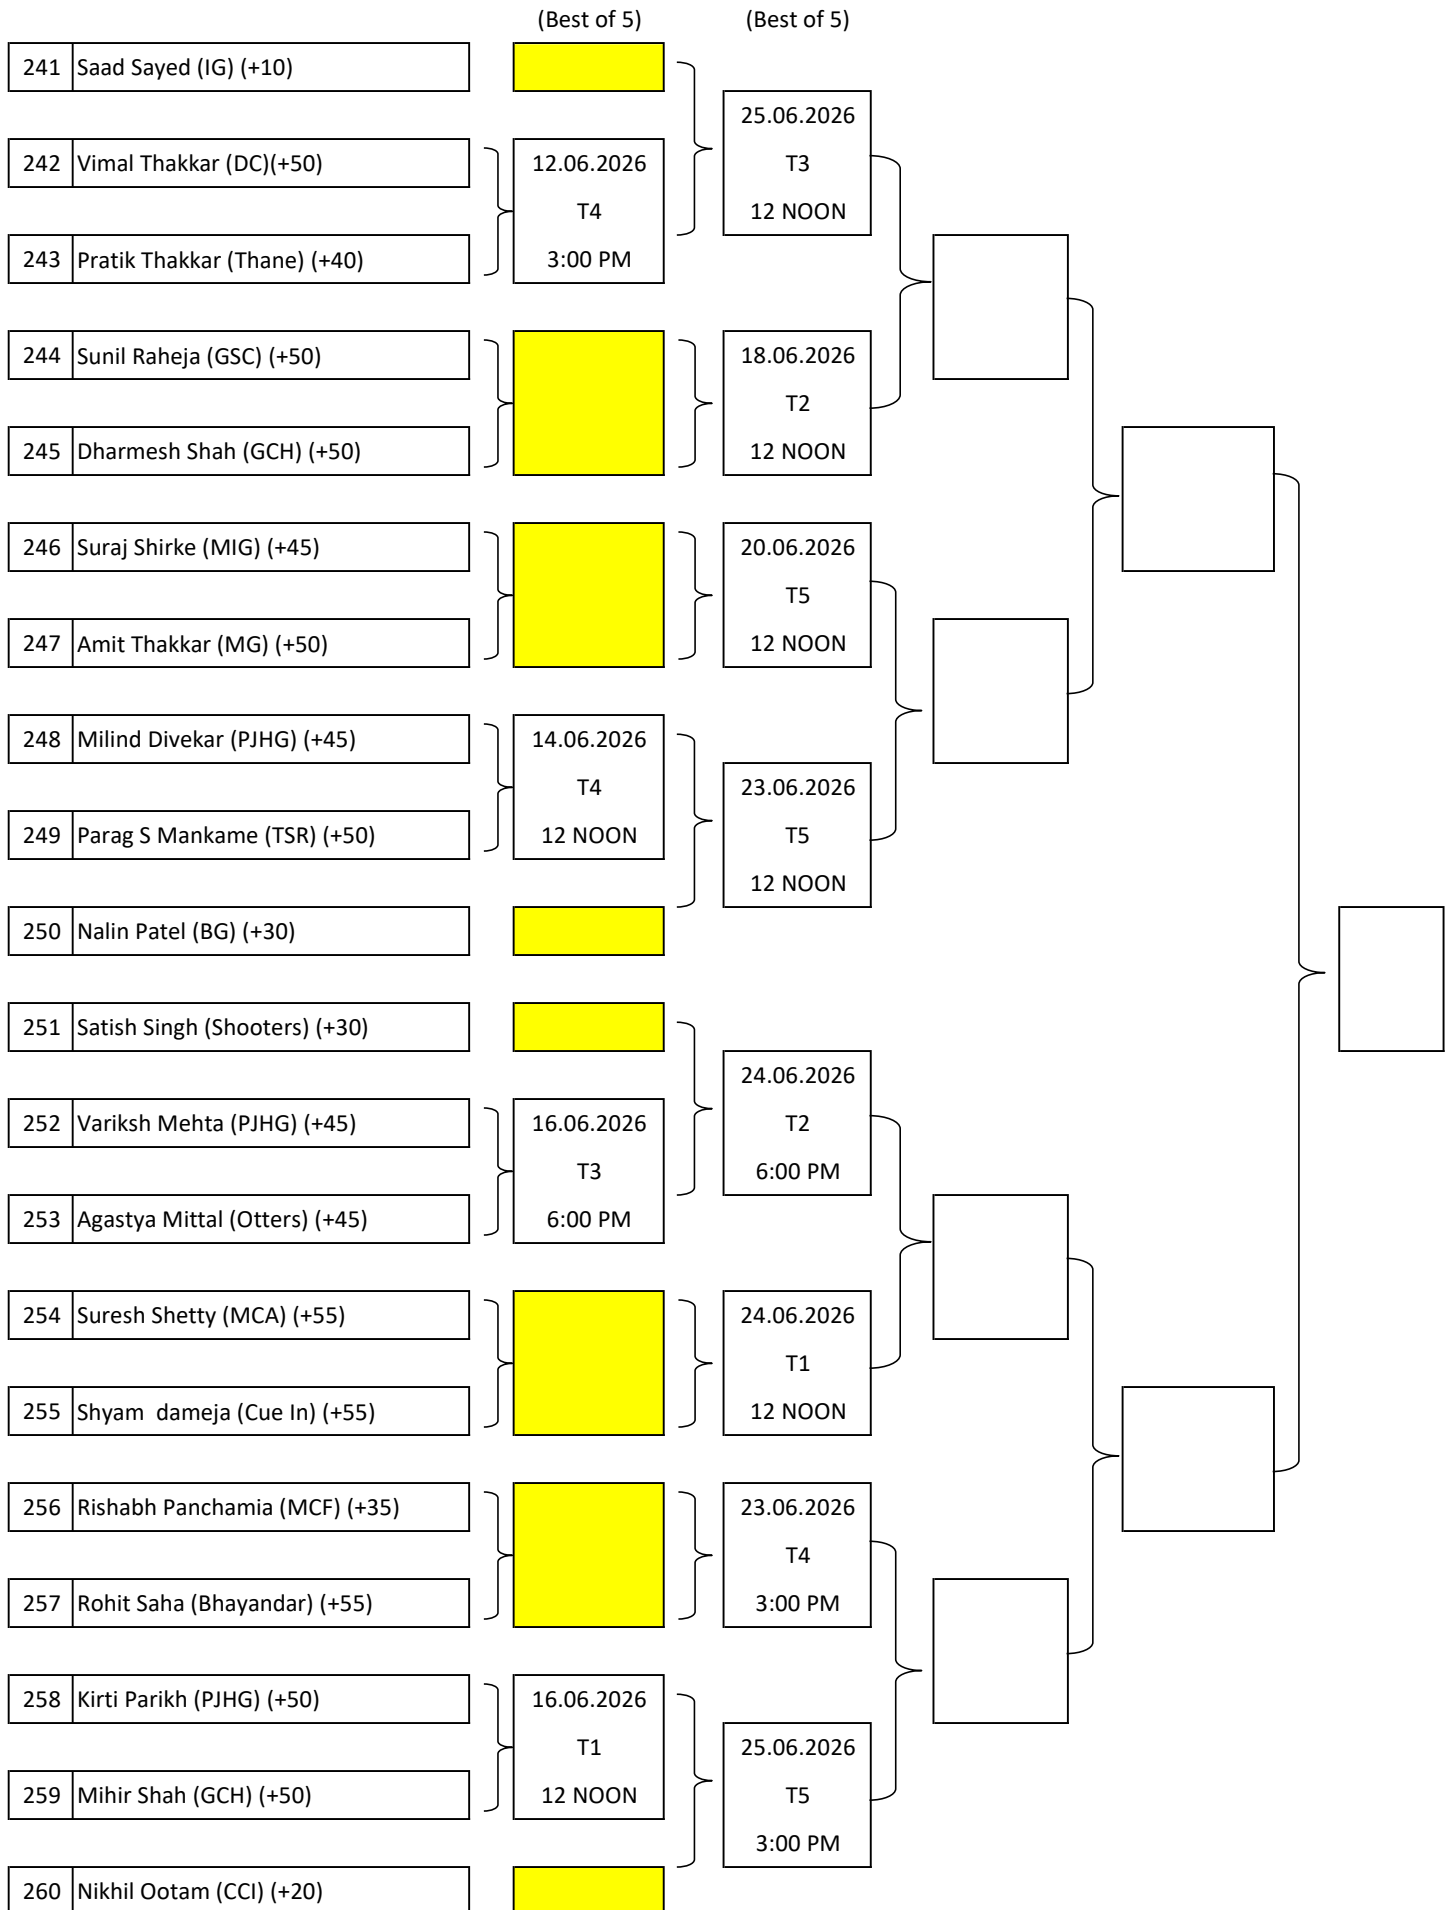 (Best of 5) (Best of 5)
241 Saad Sayed (IG) (+10)
25.06.2026
242 Vimal Thakkar (DC)(+50) 12.06.2026 T3
T4 12 NOON
243 Pratik Thakkar (Thane) (+40) 3:00 PM
244 Sunil Raheja (GSC) (+50) 18.06.2026
T2
245 Dharmesh Shah (GCH) (+50) 12 NOON
246 Suraj Shirke (MIG) (+45) 20.06.2026
T5
247 Amit Thakkar (MG) (+50) 12 NOON
248 Milind Divekar (PJHG) (+45) 14.06.2026
T4 23.06.2026
249 Parag S Mankame (TSR) (+50) 12 NOON T5
12 NOON
250 Nalin Patel (BG) (+30)
251 Satish Singh (Shooters) (+30)
24.06.2026
252 Variksh Mehta (PJHG) (+45) 16.06.2026 T2
T3 6:00 PM
253 Agastya Mittal (Otters) (+45) 6:00 PM
254 Suresh Shetty (MCA) (+55) 24.06.2026
T1
255 Shyam  dameja (Cue In) (+55) 12 NOON
256 Rishabh Panchamia (MCF) (+35) 23.06.2026
T4
257 Rohit Saha (Bhayandar) (+55) 3:00 PM
258 Kirti Parikh (PJHG) (+50) 16.06.2026
T1 25.06.2026
259 Mihir Shah (GCH) (+50) 12 NOON T5
3:00 PM
260 Nikhil Ootam (CCI) (+20)